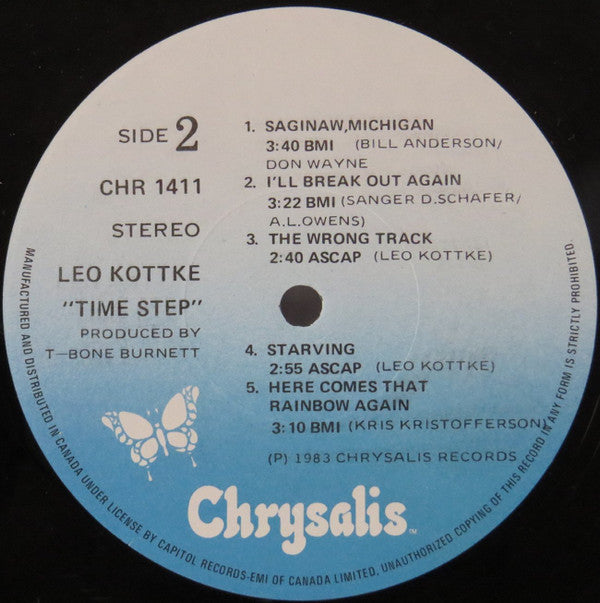 SIDE 2
CHR 1411
STEREO
LEO KOTTKE
"TIME STEP"
PRODUCED BY
T-BONE BURNETT
1. SAGINAW,MICHIGAN
3:40 BMI (BILL ANDERSON/
DON WAYNE
2. I'LL BREAK OUT AGAIN
3:22 BMI (SANGER D.SCHAFER/
A.L.OWENS)
3. THE WRONG TRACK
2:40 ASCAP (LEO KOTTKE)
4. STARVING
2:55 ASCAP (LEO KOTTKE)
5. HERE COMES THAT
RAINBOW AGAIN
3:10 BMI (KRIS KRISTOFFERSON)
(P) 1983 CHRYSALIS RECORDS
Chrysalis™
MANUFACTURED AND DISTRIBUTED IN CANADA UNDER LICENSE BY CAPITOL RECORDS-EMI OF CANADA LIMITED. UNAUTHORIZED COPYING OF THIS RECORD IN ANY FORM IS STRICTLY PROHIBITED